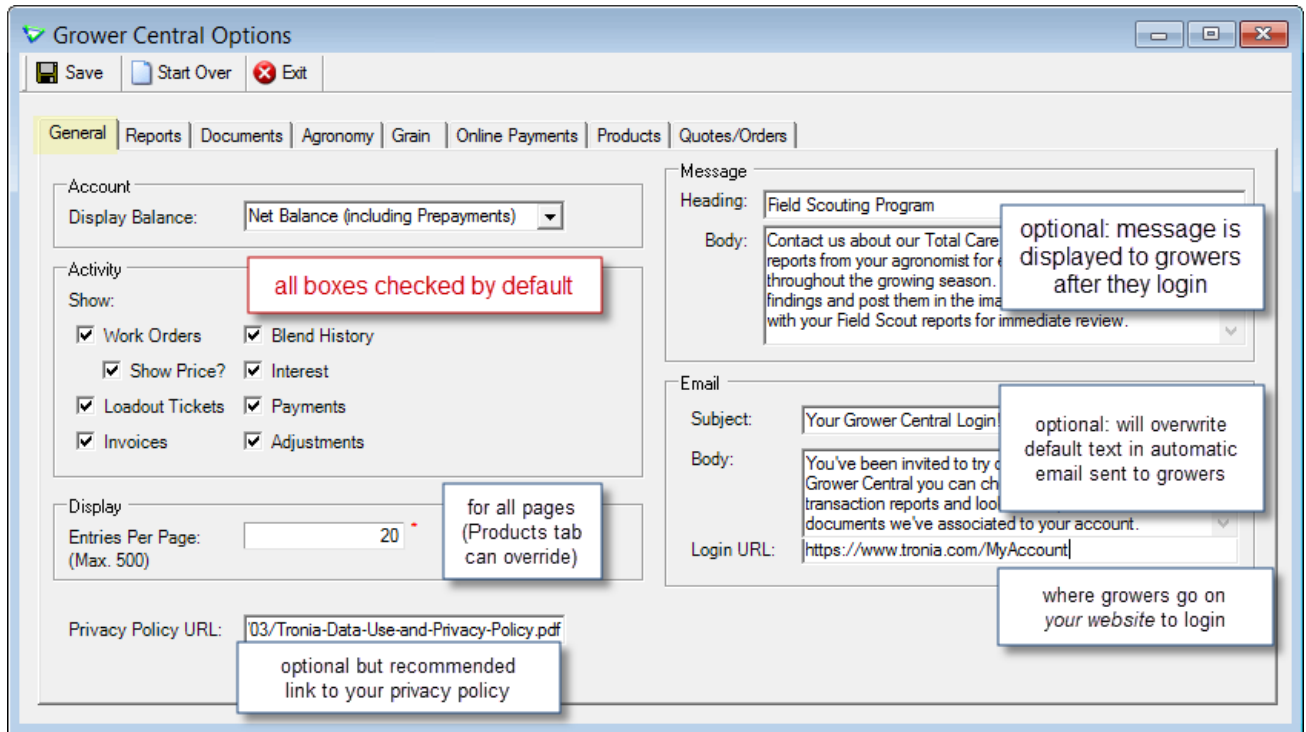 Grower Central Options
Save Start Over Exit
General Reports Documents Agronomy Grain Online Payments Products Quotes/Orders
Account
Display Balance: Net Balance (including Prepayments)
Activity
all boxes checked by default
Show:
Work Orders Blend History
Show Price? Interest
Loadout Tickets Payments
Invoices Adjustments
Display
Entries Per Page: 20 *
(Max. 500)
for all pages
(Products tab
can override)
Privacy Policy URL: '03/Tronia-Data-Use-and-Privacy-Policy.pdf
optional but recommended
link to your privacy policy
Message
Heading: Field Scouting Program
Body: Contact us about our Total Care
reports from your agronomist for
throughout the growing season.
findings and post them in the
with your Field Scout reports for immediate review.
optional: message is
displayed to growers
after they login
Email
Subject: Your Grower Central Login!
Body: You've been invited to try
Grower Central you can
transaction reports and
documents we've associated to your account.
optional: will overwrite
default text in automatic
email sent to growers
Login URL: https://www.tronia.com/MyAccount
where growers go on
your website to login